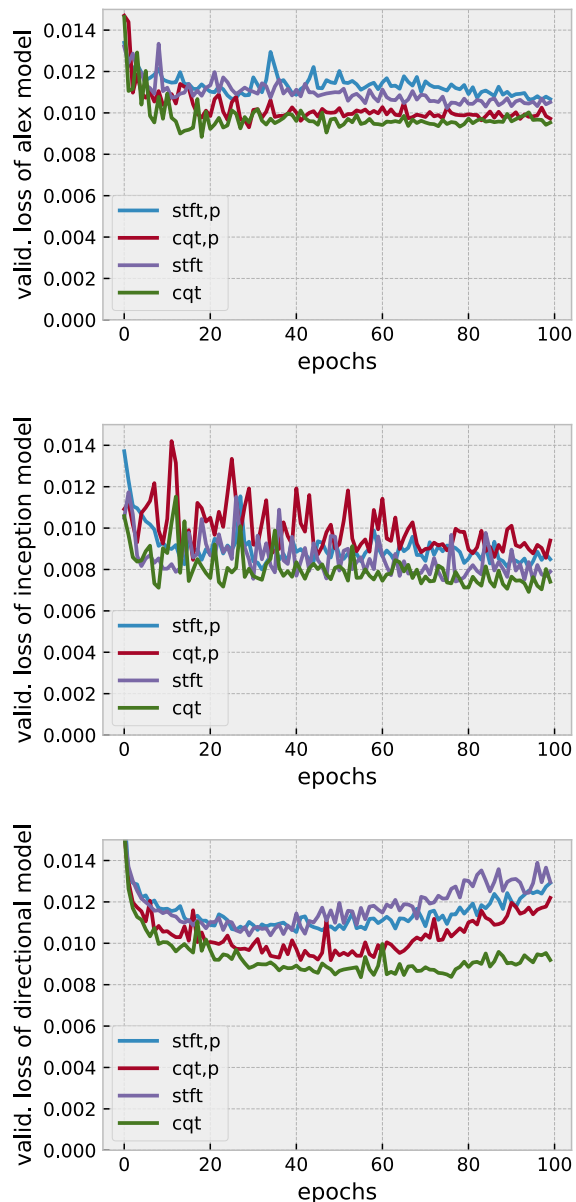 0.014
0.012
0.010
0.008
0.006
0.004
0.002
0.000
valid. loss of alex model
stft,p
cqt,p
stft
cqt
0 20 40 60 80 100
epochs
0.014
0.012
0.010
0.008
0.006
0.004
0.002
0.000
valid. loss of inception model
stft,p
cqt,p
stft
cqt
0 20 40 60 80 100
epochs
0.014
0.012
0.010
0.008
0.006
0.004
0.002
0.000
valid. loss of directional model
stft,p
cqt,p
stft
cqt
0 20 40 60 80 100
epochs